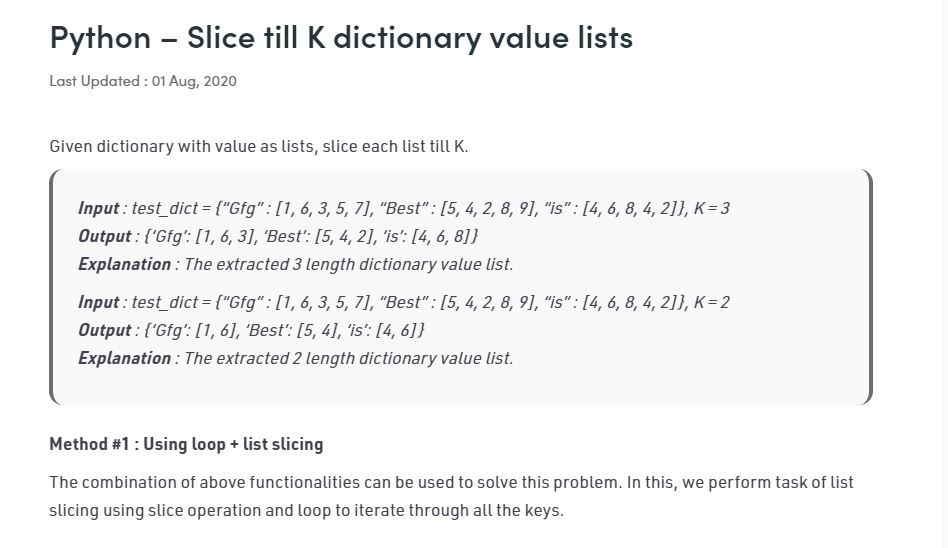 Python – Slice till K dictionary value lists
Last Updated : 01 Aug, 2020
Given dictionary with value as lists, slice each list till K.
Input : test_dict = {“Gfg” : [1, 6, 3, 5, 7], “Best” : [5, 4, 2, 8, 9], “is” : [4, 6, 8, 4, 2]}, K = 3
Output : {‘Gfg’: [1, 6, 3], ‘Best’: [5, 4, 2], ‘is’: [4, 6, 8]}
Explanation : The extracted 3 length dictionary value list.
Input : test_dict = {“Gfg” : [1, 6, 3, 5, 7], “Best” : [5, 4, 2, 8, 9], “is” : [4, 6, 8, 4, 2]}, K = 2
Output : {‘Gfg’: [1, 6], ‘Best’: [5, 4], ‘is’: [4, 6]}
Explanation : The extracted 2 length dictionary value list.
Method #1 : Using loop + list slicing
The combination of above functionalities can be used to solve this problem. In this, we perform task of list
slicing using slice operation and loop to iterate through all the keys.